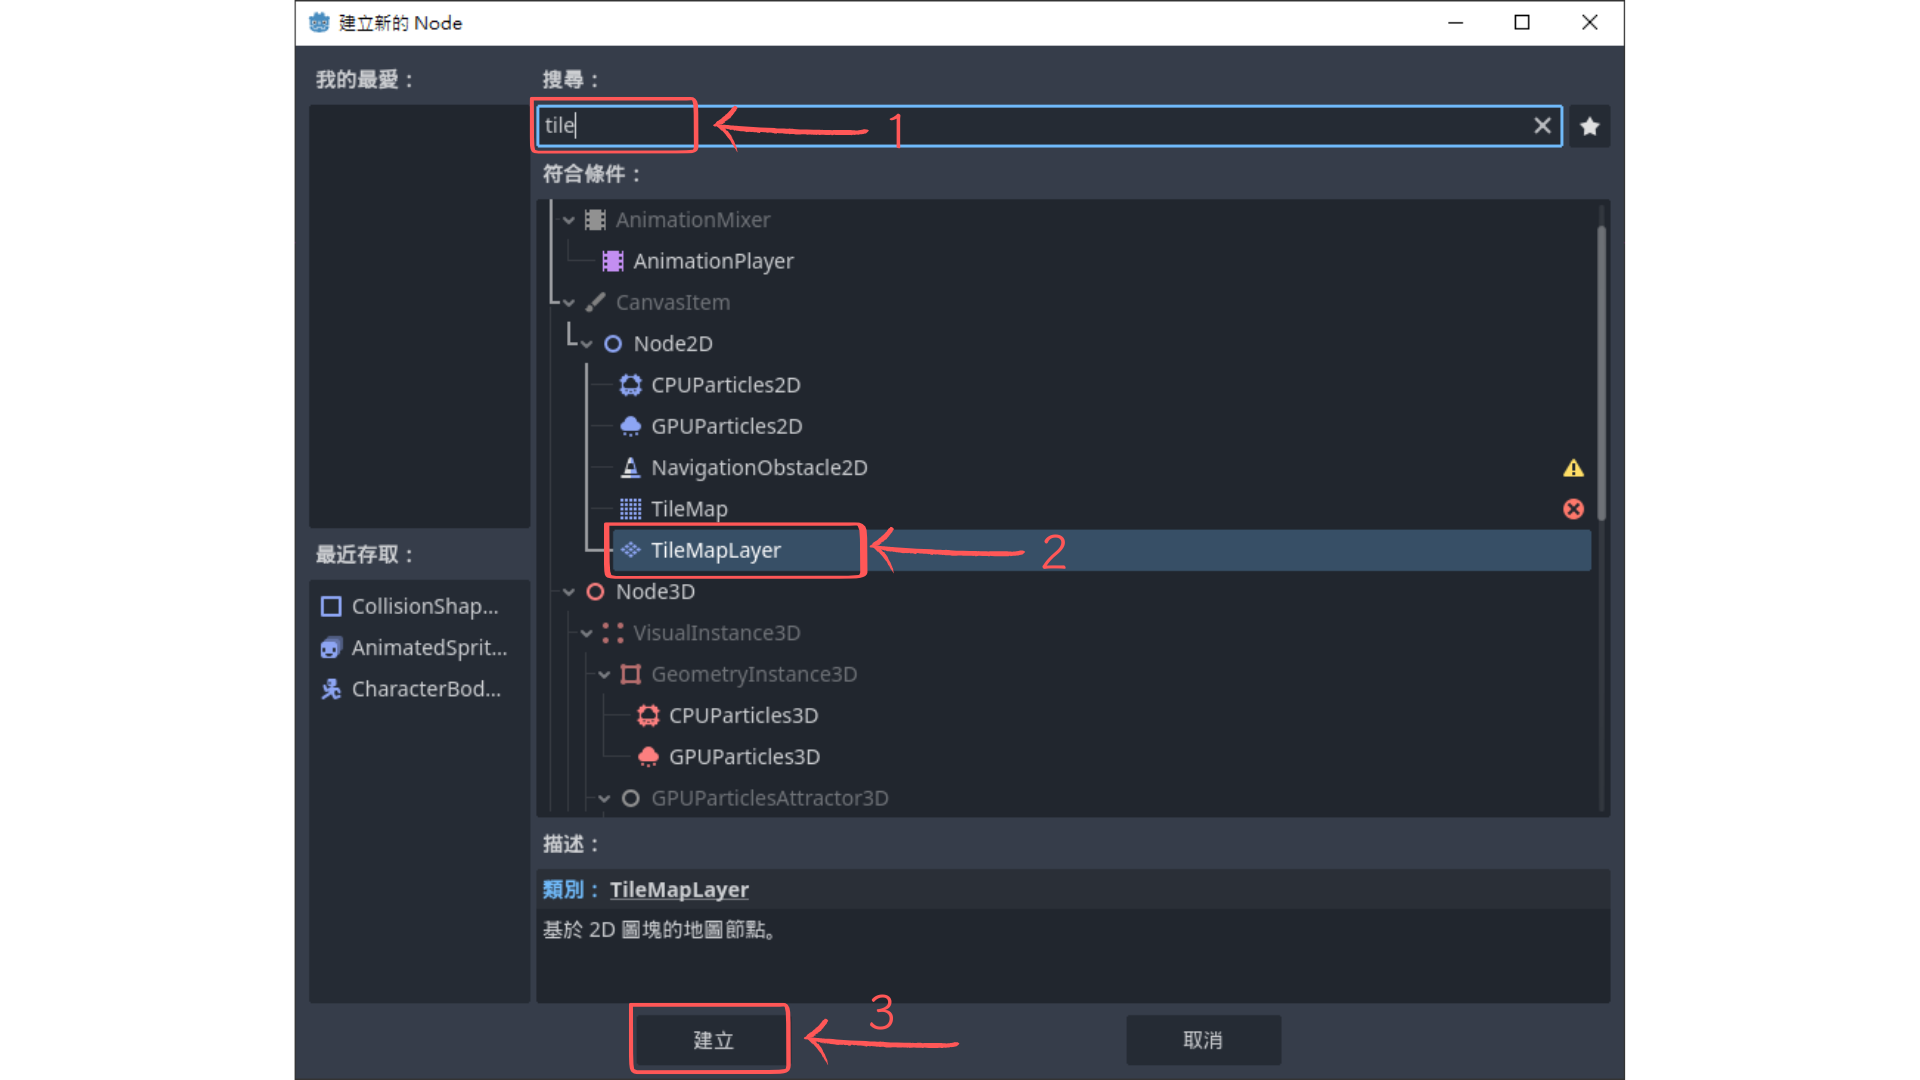 建立新的 Node
我的最愛：
搜尋：
tile
1
符合條件：
AnimationMixer
AnimationPlayer
CanvasItem
Node2D
CPUParticles2D
GPUParticles2D
NavigationObstacle2D
TileMap
TileMapLayer
2
Node3D
VisualInstance3D
GeometryInstance3D
CPUParticles3D
GPUParticles3D
GPUParticlesAttractor3D
最近存取：
CollisionShap...
AnimatedSprit...
CharacterBod...
描述：
類別： TileMapLayer
基於 2D 圖塊的地圖節點。
建立
3
取消